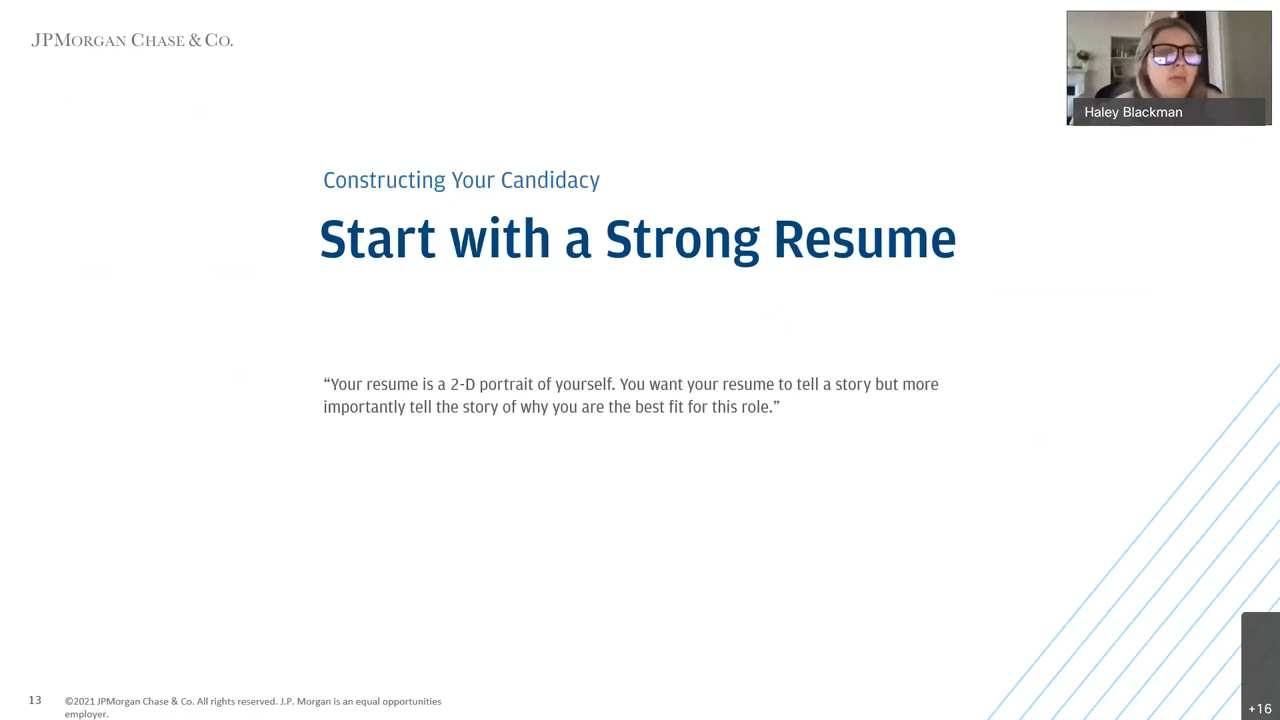 JPMORGAN CHASE & CO.
Haley Blackman
Constructing Your Candidacy
Start with a Strong Resume
“Your resume is a 2-D portrait of yourself. You want your resume to tell a story but more
importantly tell the story of why you are the best fit for this role.”
13
©2021 JPMorgan Chase & Co. All rights reserved. J.P. Morgan is an equal opportunities
employer.
+16